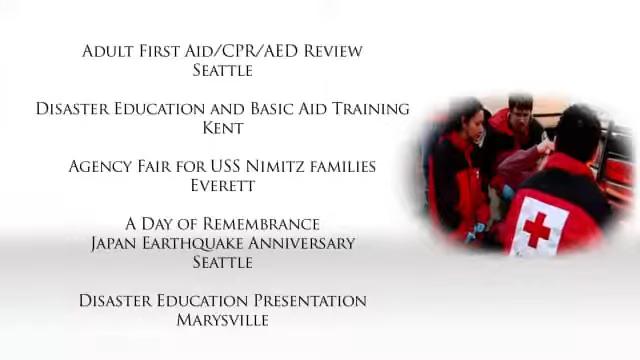 Adult First Aid/CPR/AED Review
Seattle
Disaster Education and Basic Aid Training
Kent
Agency Fair for USS Nimitz families
Everett
A Day of Remembrance
Japan Earthquake Anniversary
Seattle
Disaster Education Presentation
Marysville